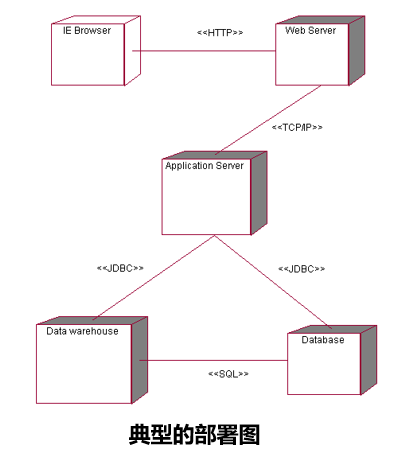 IE Browser
<<HTTP>>
Web Server
<<TCP/IP>>
Application Server
<<JDBC>>
<<JDBC>>
Data warehouse
Database
<<SQL>>
典型的部署图